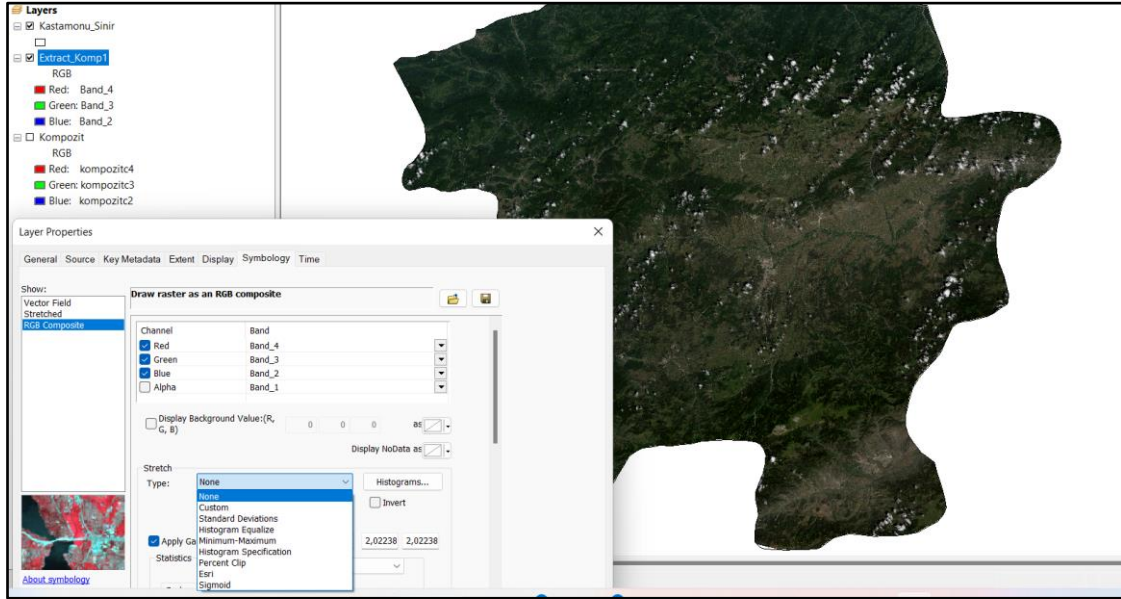 Layers
Kastamonu_Sinir
Extract_Komp1
RGB
Red: Band_4
Green: Band_3
Blue: Band_2
Kompozit
RGB
Red: kompozitc4
Green: kompozitc3
Blue: kompozitc2
Layer Properties
General Source Key Metadata Extent Display Symbology Time
Show:
Vector Field
Stretched
RGB Composite
Draw raster as an RGB composite
Channel Band
Red Band_4
Green Band_3
Blue Band_2
Alpha Band_1
Display Background Value:(R, G, B) 0 0 0 as
Display NoData as
Stretch
Type: None Histograms...
None
Custom
Standard Deviations
Histogram Equalize
Minimum-Maximum
Histogram Specification
Percent Clip
Esri
Sigmoid
Invert
Apply Ga 2,02238 2,02238
Statistics
About symbology